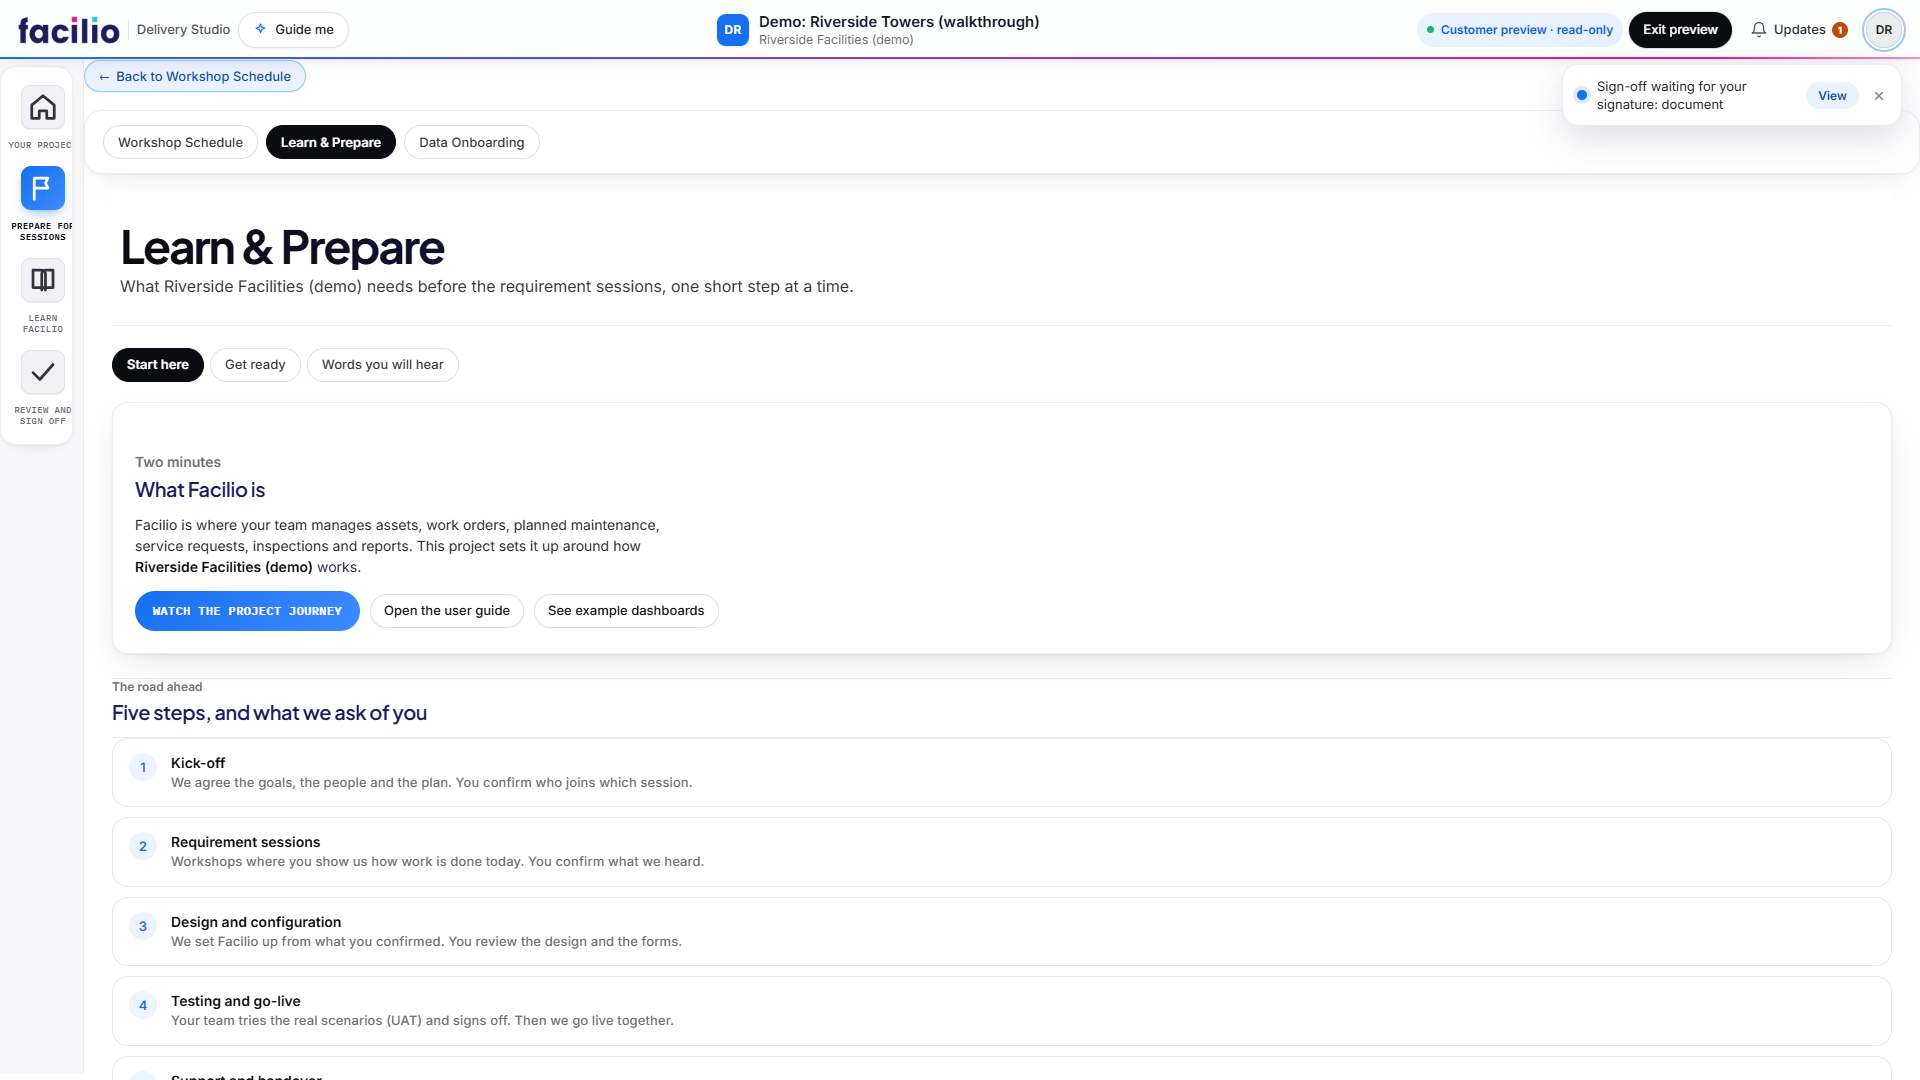 facilio
Delivery Studio
Guide me
DR
Demo: Riverside Towers (walkthrough)
Riverside Facilities (demo)
Customer preview · read-only
Exit preview
Updates 1
DR
← Back to Workshop Schedule
Sign-off waiting for your
signature: document
View
×
YOUR PROJEC
PREPARE FOR
SESSIONS
LEARN
FACILIO
REVIEW AND
SIGN OFF
Workshop Schedule
Learn & Prepare
Data Onboarding
Learn & Prepare
What Riverside Facilities (demo) needs before the requirement sessions, one short step at a time.
Start here
Get ready
Words you will hear
Two minutes
What Facilio is
Facilio is where your team manages assets, work orders, planned maintenance,
service requests, inspections and reports. This project sets it up around how
Riverside Facilities (demo) works.
WATCH THE PROJECT JOURNEY
Open the user guide
See example dashboards
The road ahead
Five steps, and what we ask of you
1
Kick-off
We agree the goals, the people and the plan. You confirm who joins which session.
2
Requirement sessions
Workshops where you show us how work is done today. You confirm what we heard.
3
Design and configuration
We set Facilio up from what you confirmed. You review the design and the forms.
4
Testing and go-live
Your team tries the real scenarios (UAT) and signs off. Then we go live together.
Support and handover